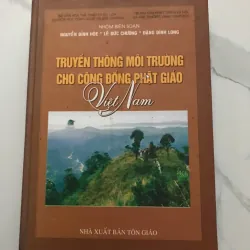 NHÓM BIÊN SOẠN
NGUYỄN ĐÌNH HÒE * LÊ ĐỨC CHƯƠNG * ĐẶNG ĐÌNH LONG
TRUYỀN THÔNG MÔI TRƯỜNG
CHO CỘNG ĐỒNG PHẬT GIÁO
Việt Nam
NHÀ XUẤT BẢN TÔN GIÁO